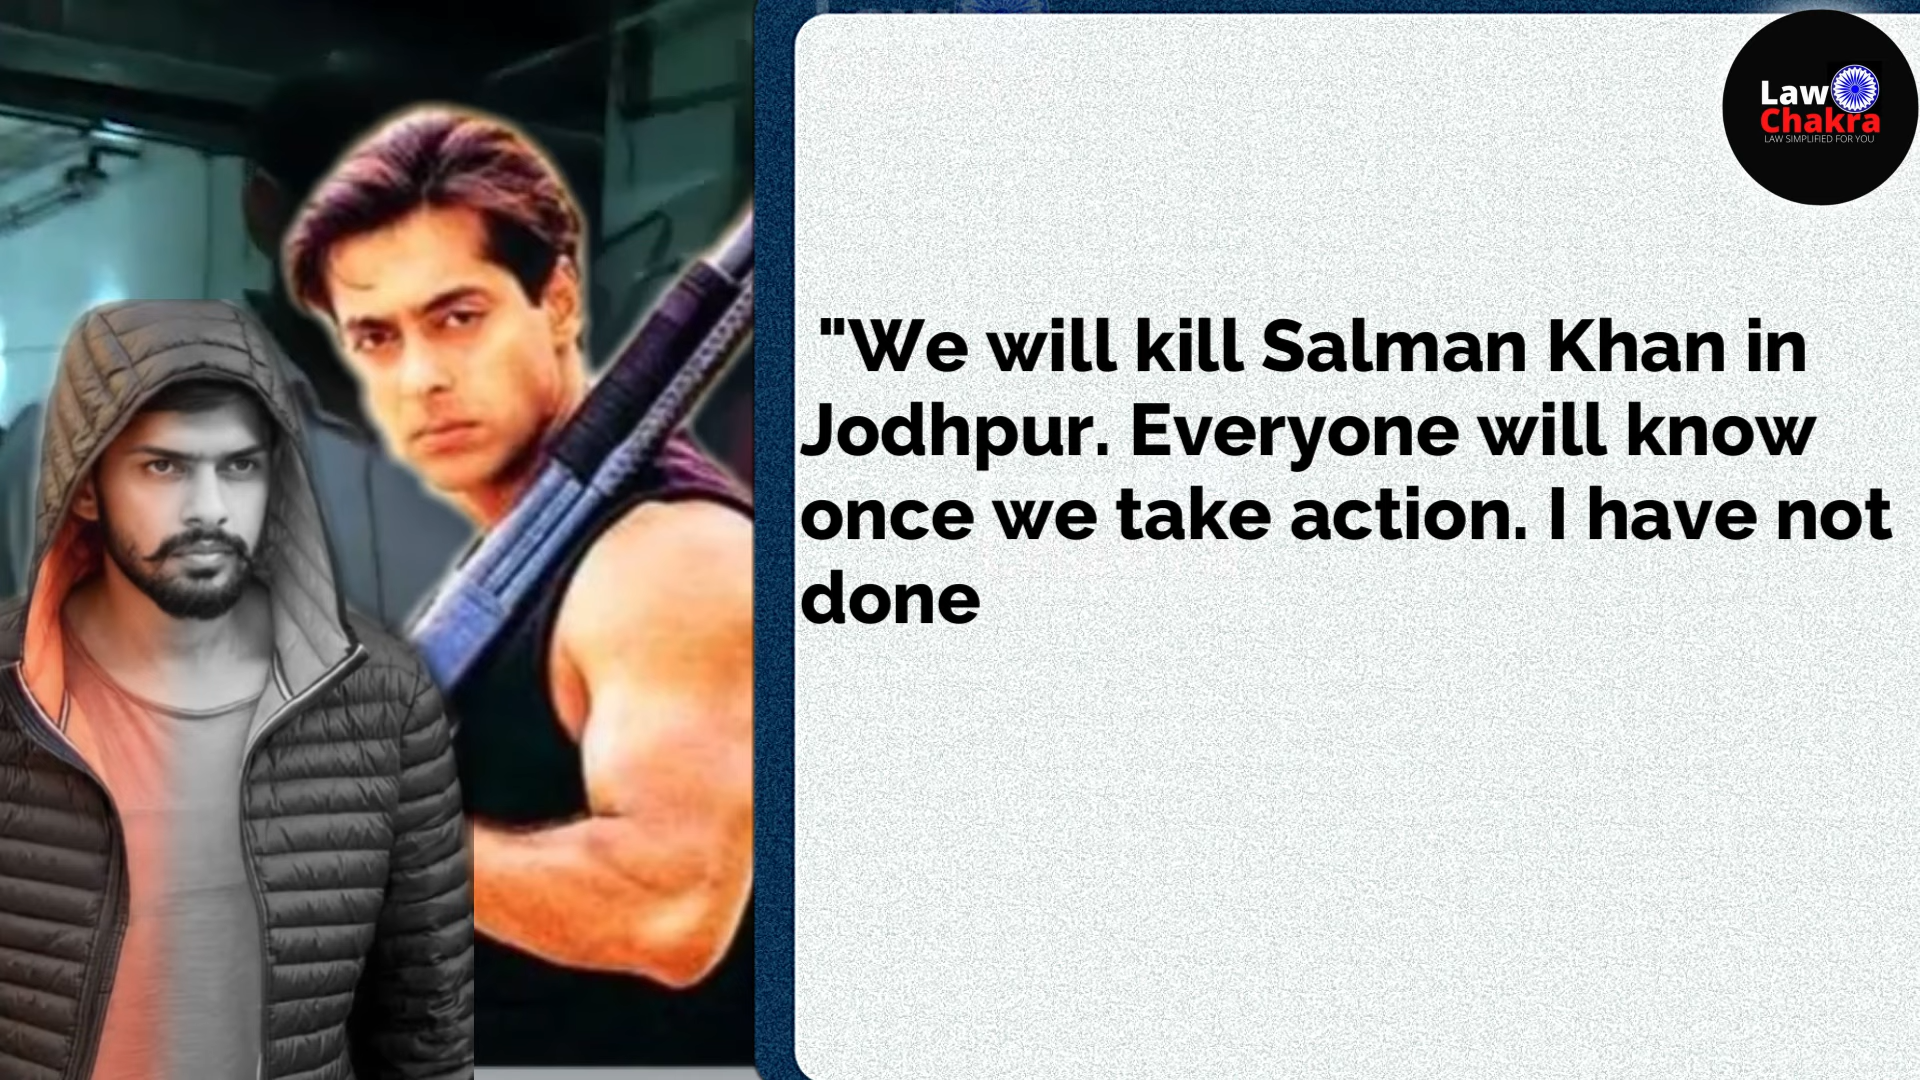 Law
Chakra
LAW SIMPLIFIED FOR YOU
"We will kill Salman Khan in
Jodhpur. Everyone will know
once we take action. I have not
done